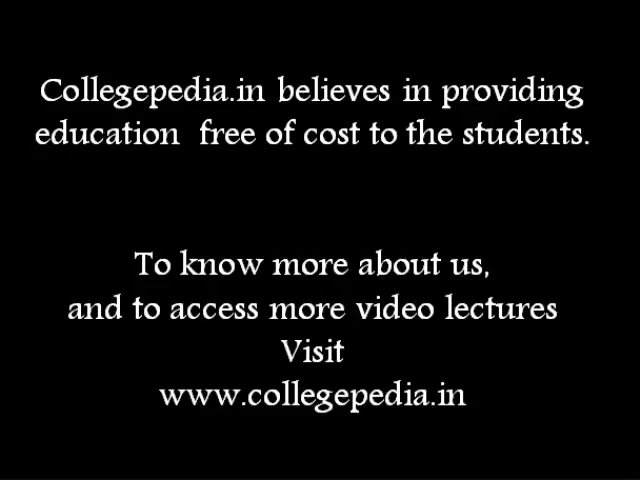 Collegepedia.in believes in providing
education  free of cost to the students.
To know more about us,
and to access more video lectures
Visit
www.collegepedia.in